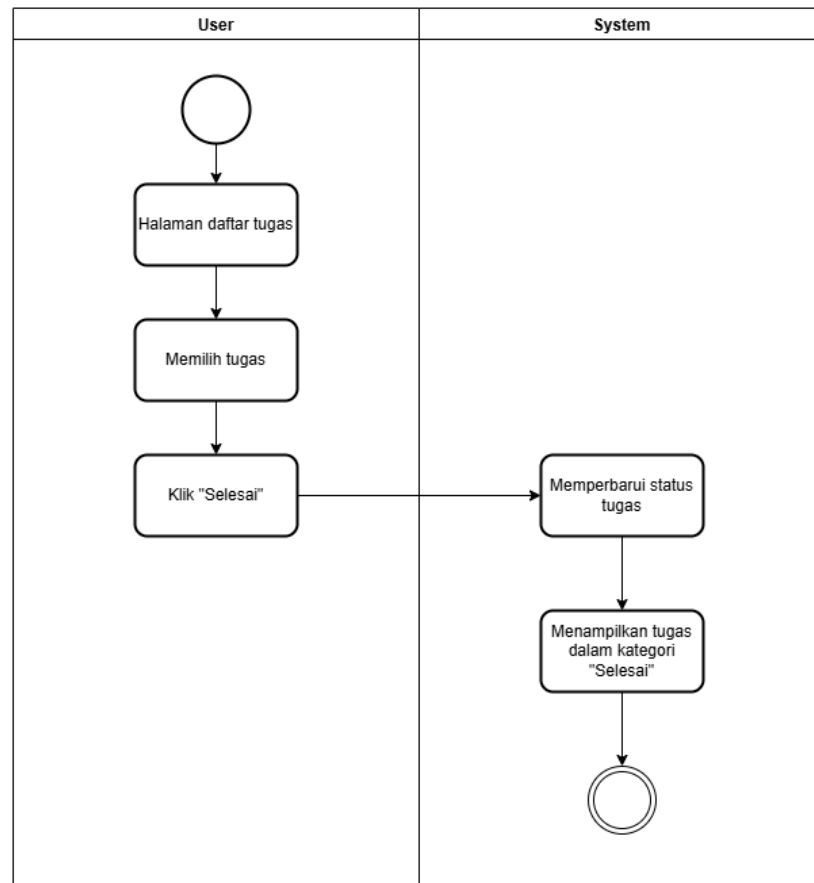 User
System
Halaman daftar tugas
Memilih tugas
Klik "Selesai"
Memperbarui status
tugas
Menampilkan tugas
dalam kategori
"Selesai"